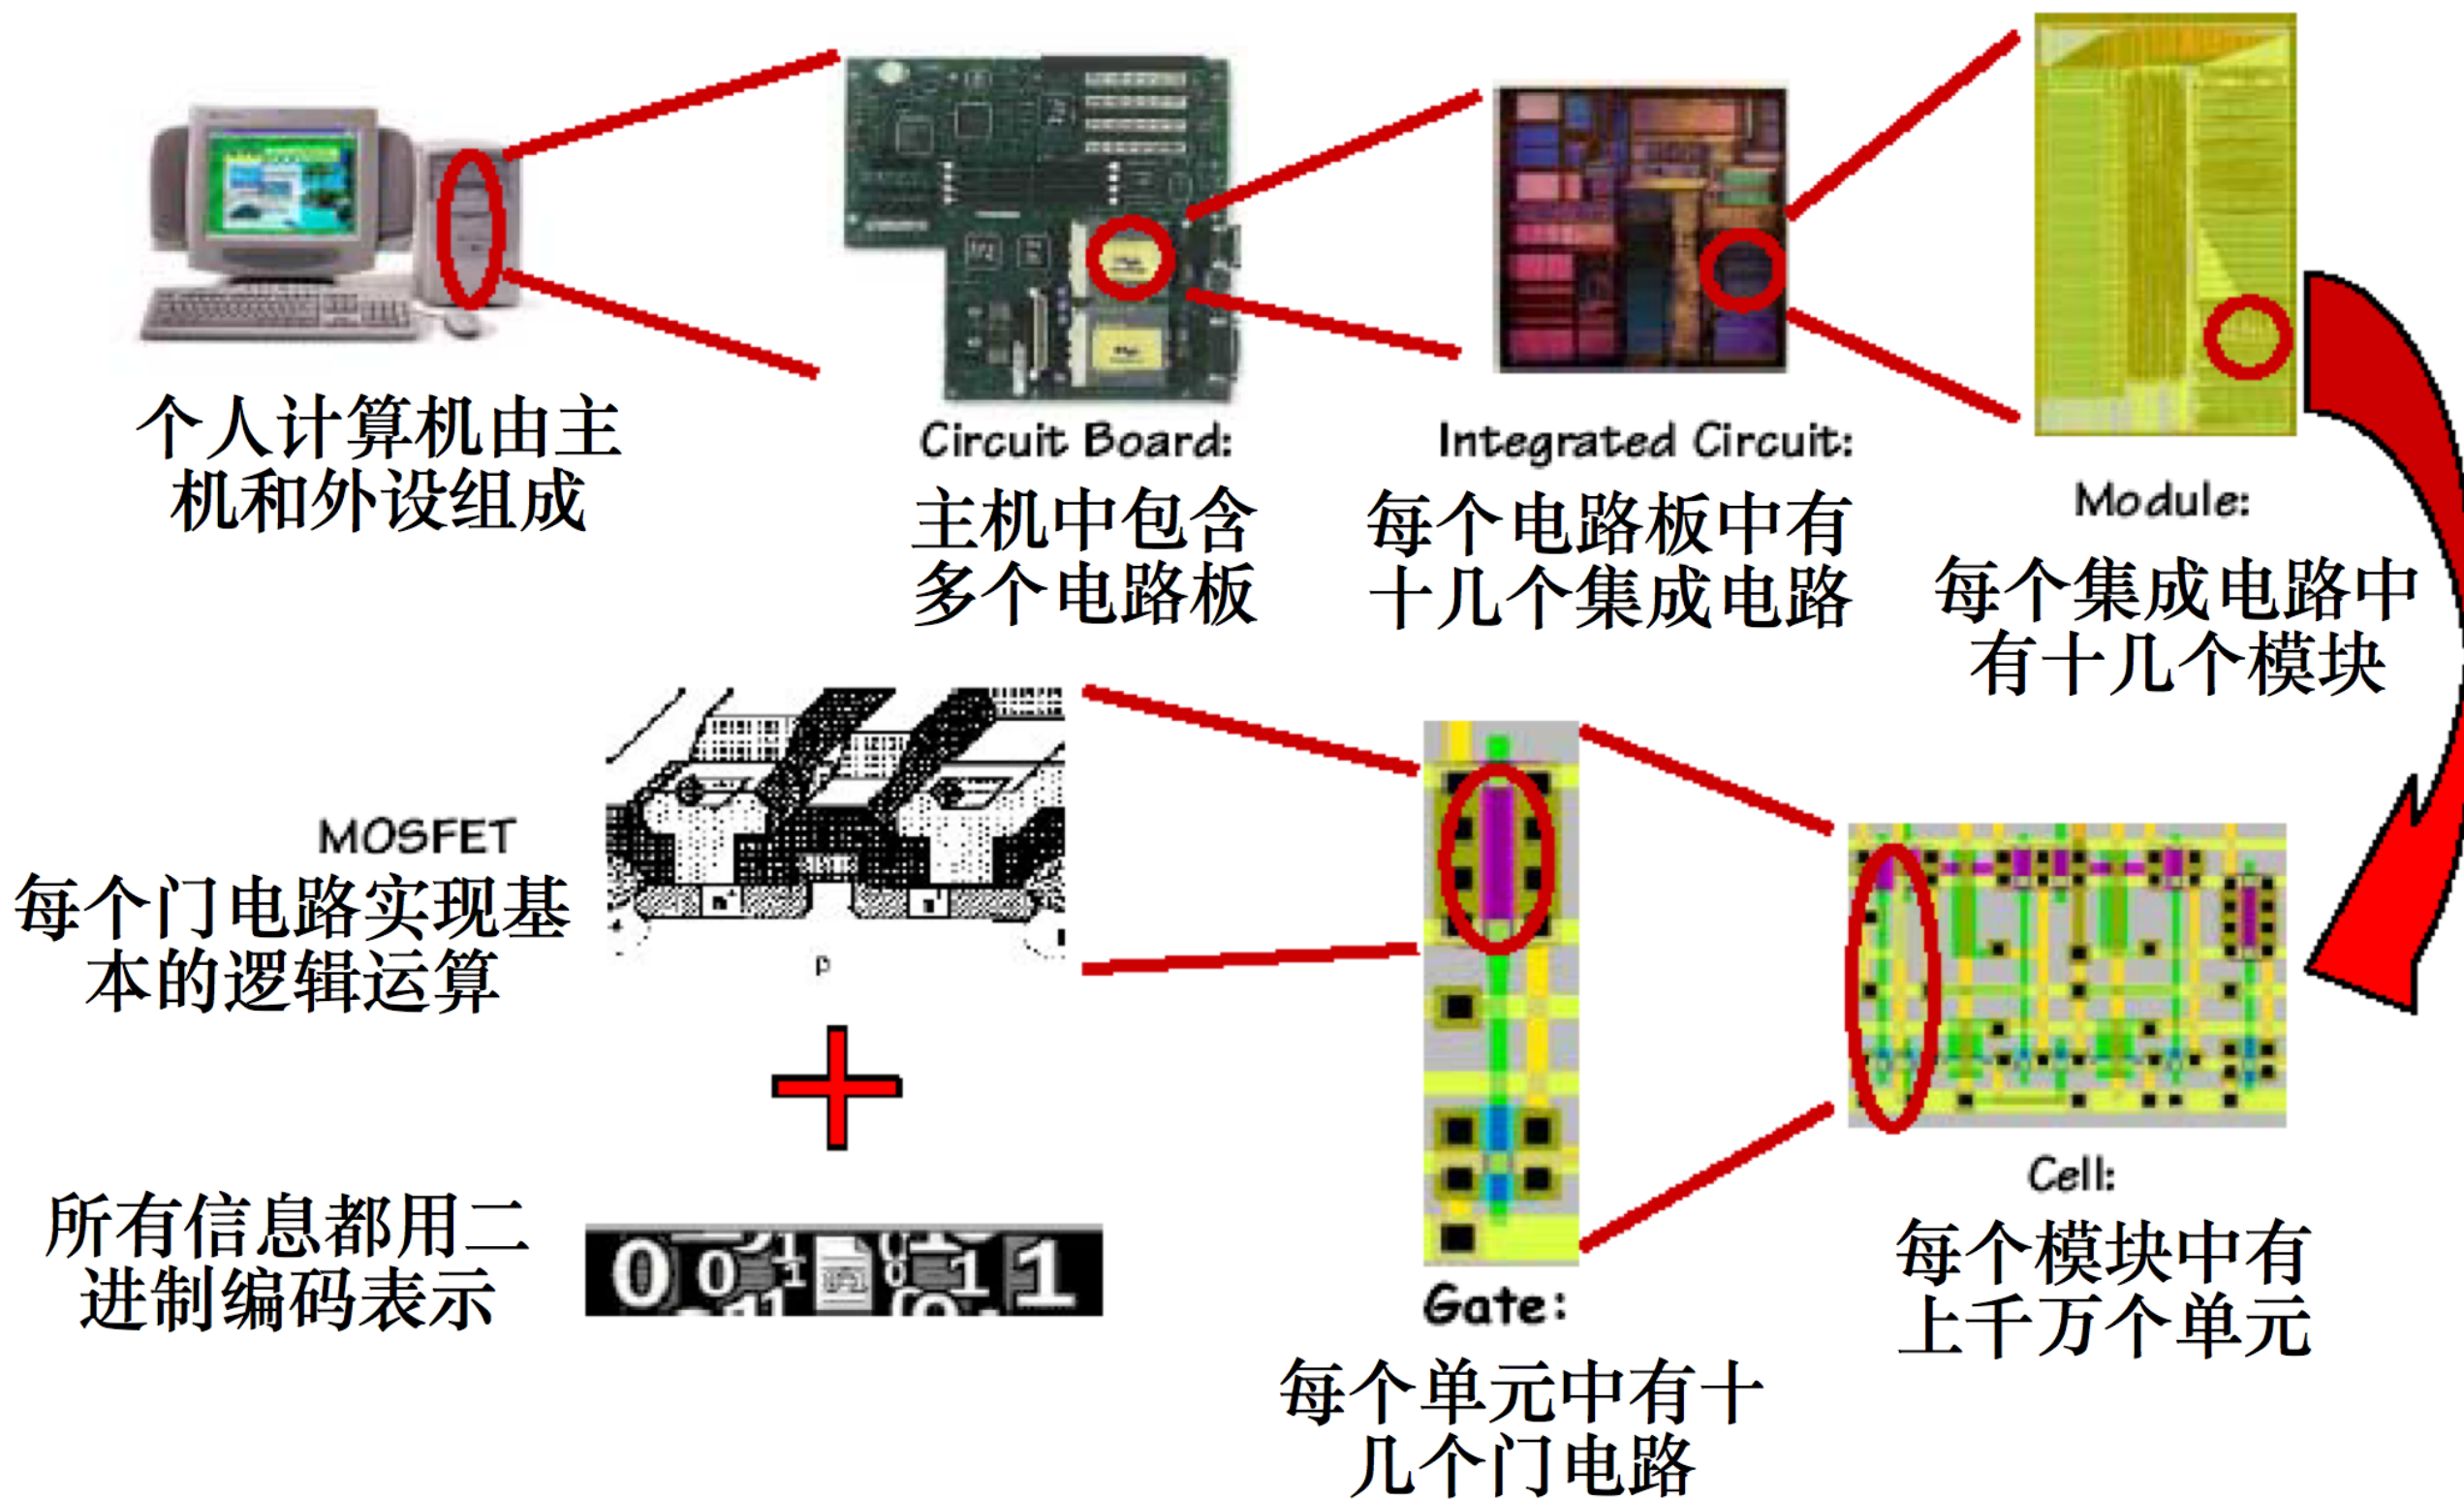 个人计算机由主
机和外设组成
Circuit Board:
主机中包含
多个电路板
Integrated Circuit:
每个电路板中有
十几个集成电路
Module:
每个集成电路中
有十几个模块
MOSFET
每个门电路实现基
本的逻辑运算
p
所有信息都用二
进制编码表示
Gate:
每个单元中有十
几个门电路
Cell:
每个模块中有
上千万个单元